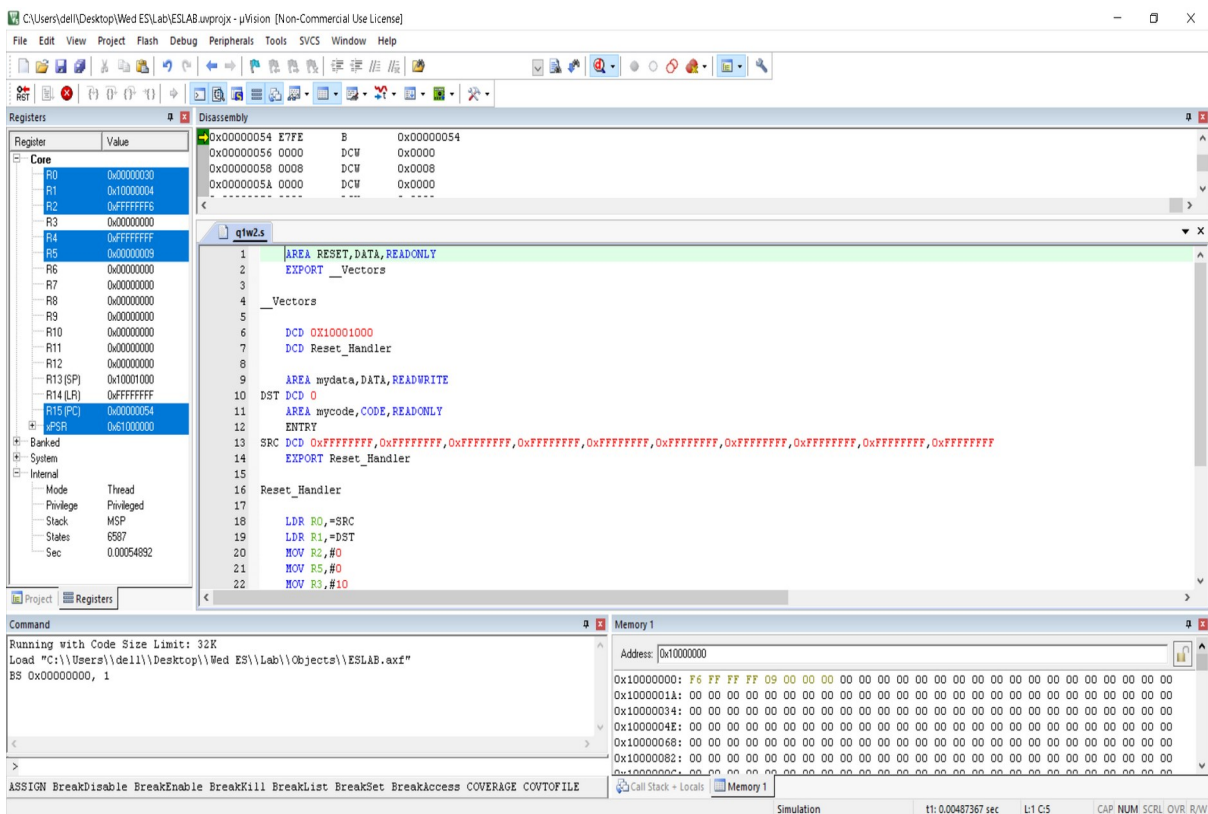 C:\Users\dell\Desktop\Wed ES\Lab\ESLAB.uvprojx - µVision [Non-Commercial Use License]
File Edit View Project Flash Debug Peripherals Tools SVCS Window Help
Registers
Register Value
Core
R0 0x00000030
R1 0x10000004
R2 0xFFFFFFF6
R3 0x00000000
R4 0xFFFFFFFF
R5 0x00000009
R6 0x00000000
R7 0x00000000
R8 0x00000000
R9 0x00000000
R10 0x00000000
R11 0x00000000
R12 0x00000000
R13 (SP) 0x10001000
R14 (LR) 0xFFFFFFFF
R15 (PC) 0x00000054
xPSR 0x61000000
Banked
System
Internal
Mode Thread
Privilege Privileged
Stack MSP
States 6587
Sec 0.00054892
Project Registers
Disassembly
0x00000054 E7FE B 0x00000054
0x00000056 0000 DCW 0x0000
0x00000058 0008 DCW 0x0008
0x0000005A 0000 DCW 0x0000
q1w2.s
1 AREA RESET,DATA,READONLY
2 EXPORT __Vectors
3
4 __Vectors
5
6 DCD 0X10001000
7 DCD Reset_Handler
8
9 AREA mydata,DATA,READWRITE
10 DST DCD 0
11 AREA mycode,CODE,READONLY
12 ENTRY
13 SRC DCD 0xFFFFFFFF,0xFFFFFFFF,0xFFFFFFFF,0xFFFFFFFF,0xFFFFFFFF,0xFFFFFFFF,0xFFFFFFFF,0xFFFFFFFF,0xFFFFFFFF,0xFFFFFFFF
14 EXPORT Reset_Handler
15
16 Reset_Handler
17
18 LDR R0,=SRC
19 LDR R1,=DST
20 MOV R2,#0
21 MOV R5,#0
22 MOV R3,#10
Command
Running with Code Size Limit: 32K
Load "C:\\Users\\dell\\Desktop\\Wed ES\\Lab\\Objects\\ESLAB.axf"
BS 0x00000000, 1
>
ASSIGN BreakDisable BreakEnable BreakKill BreakList BreakSet BreakAccess COVERAGE COVTOFILE
Memory 1
Address: 0x10000000
0x10000000: F6 FF FF FF 09 00 00 00 00 00 00 00 00 00 00 00 00 00 00 00 00 00 00 00 00 00
0x1000001A: 00 00 00 00 00 00 00 00 00 00 00 00 00 00 00 00 00 00 00 00 00 00 00 00 00 00
0x10000034: 00 00 00 00 00 00 00 00 00 00 00 00 00 00 00 00 00 00 00 00 00 00 00 00 00 00
0x1000004E: 00 00 00 00 00 00 00 00 00 00 00 00 00 00 00 00 00 00 00 00 00 00 00 00 00 00
0x10000068: 00 00 00 00 00 00 00 00 00 00 00 00 00 00 00 00 00 00 00 00 00 00 00 00 00 00
0x10000082: 00 00 00 00 00 00 00 00 00 00 00 00 00 00 00 00 00 00 00 00 00 00 00 00 00 00
Call Stack + Locals Memory 1
Simulation t1: 0.00487367 sec L:1 C:5 CAP NUM SCRL OVR R/W